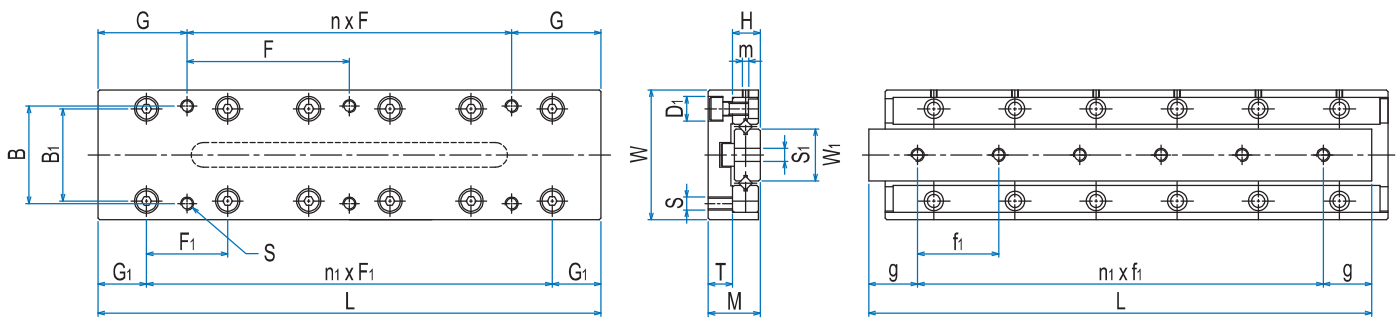 G n x F G
F
B
B1
F1
S
G1 n1 x F1 G1
L
H
m
D1
W
S1
W1
S
T
M
f1
g n1 x f1 g
L